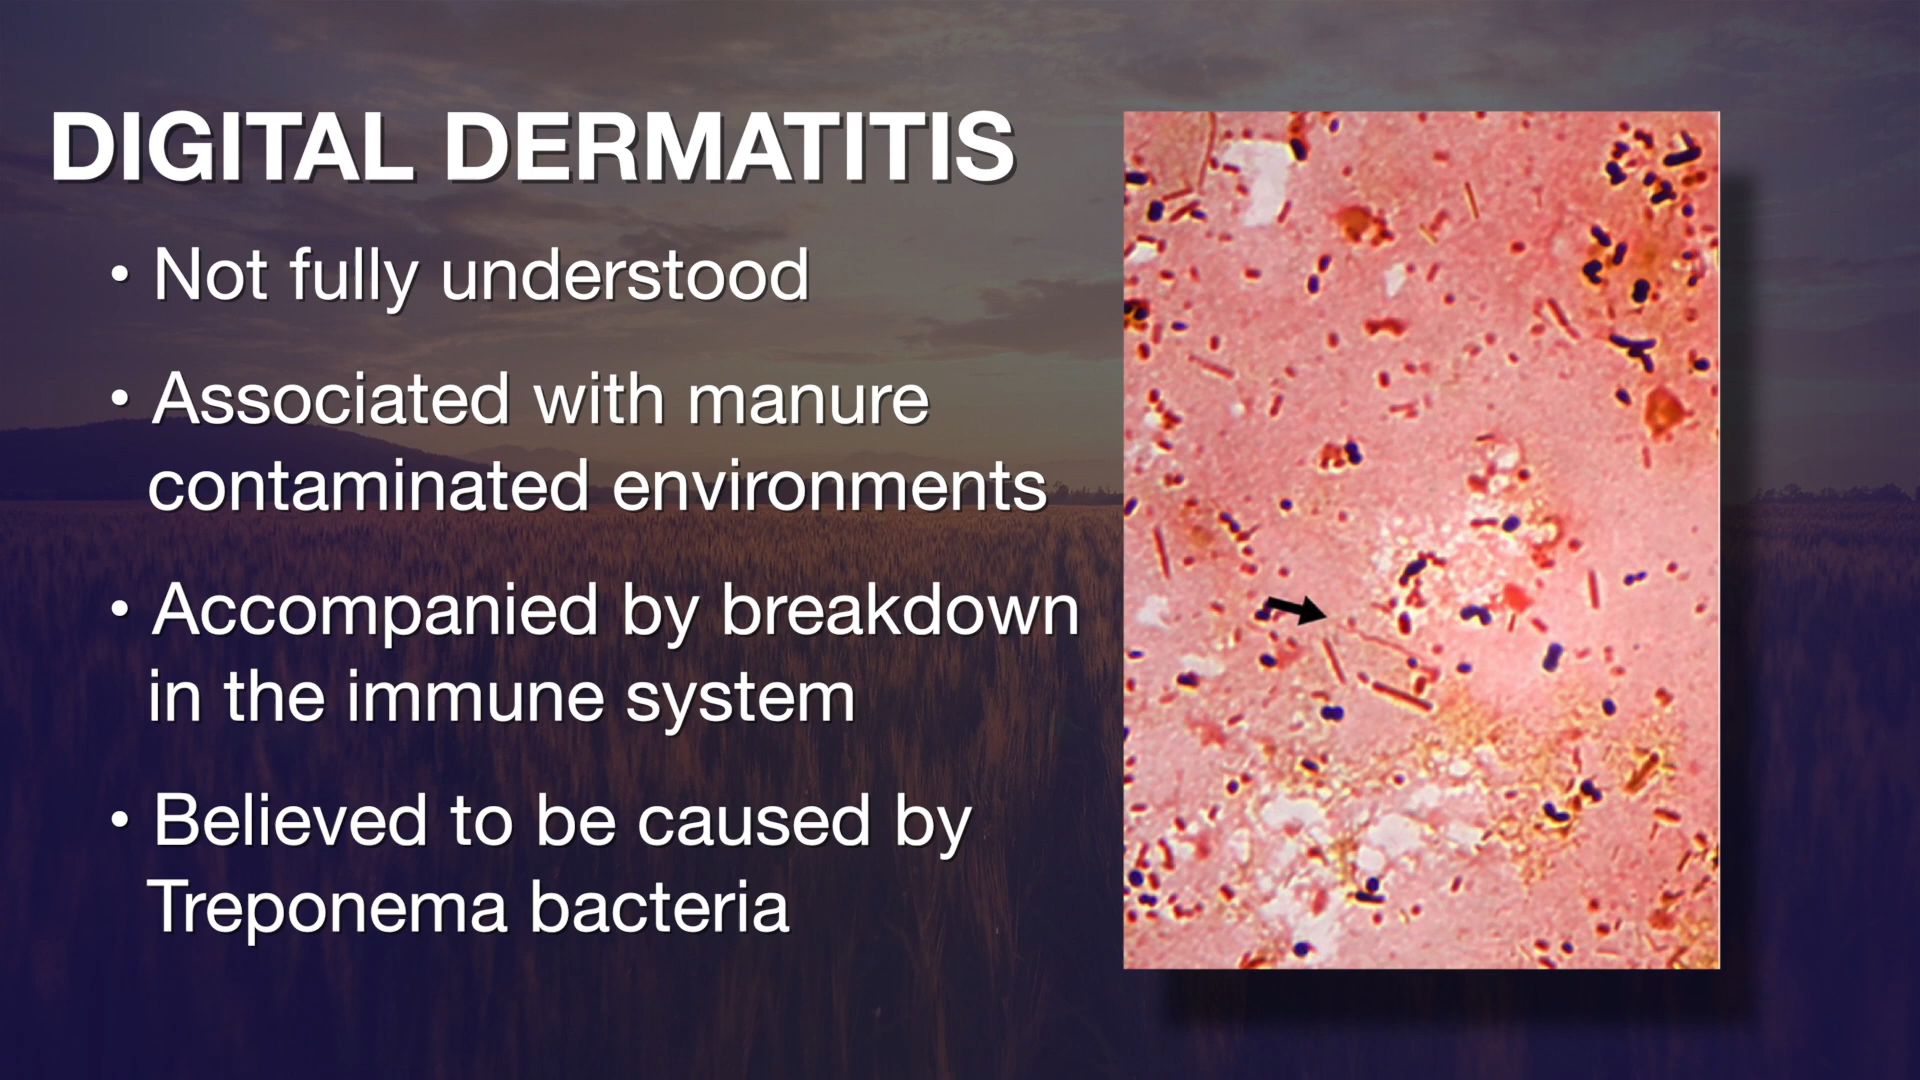 DIGITAL DERMATITIS
• Not fully understood
• Associated with manure
contaminated environments
• Accompanied by breakdown
in the immune system
• Believed to be caused by
Treponema bacteria